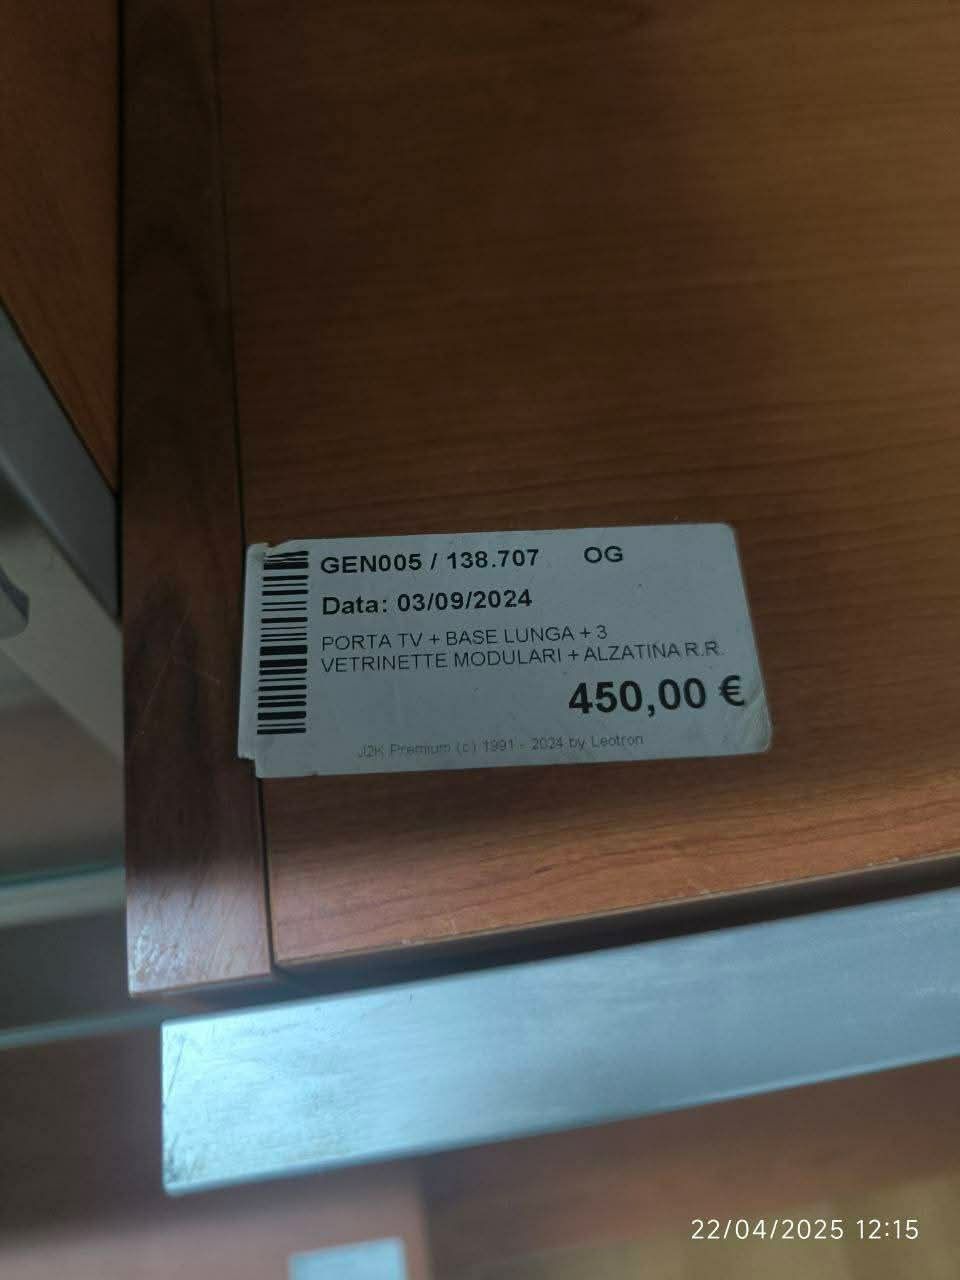 GEN005 / 138.707 OG
Data: 03/09/2024
PORTA TV + BASE LUNGA + 3
VETRINETTE MODULARI + ALZATINA R.R.
450,00 €
J2K Premium (c) 1991 - 2024 by Leotron
22/04/2025 12:15